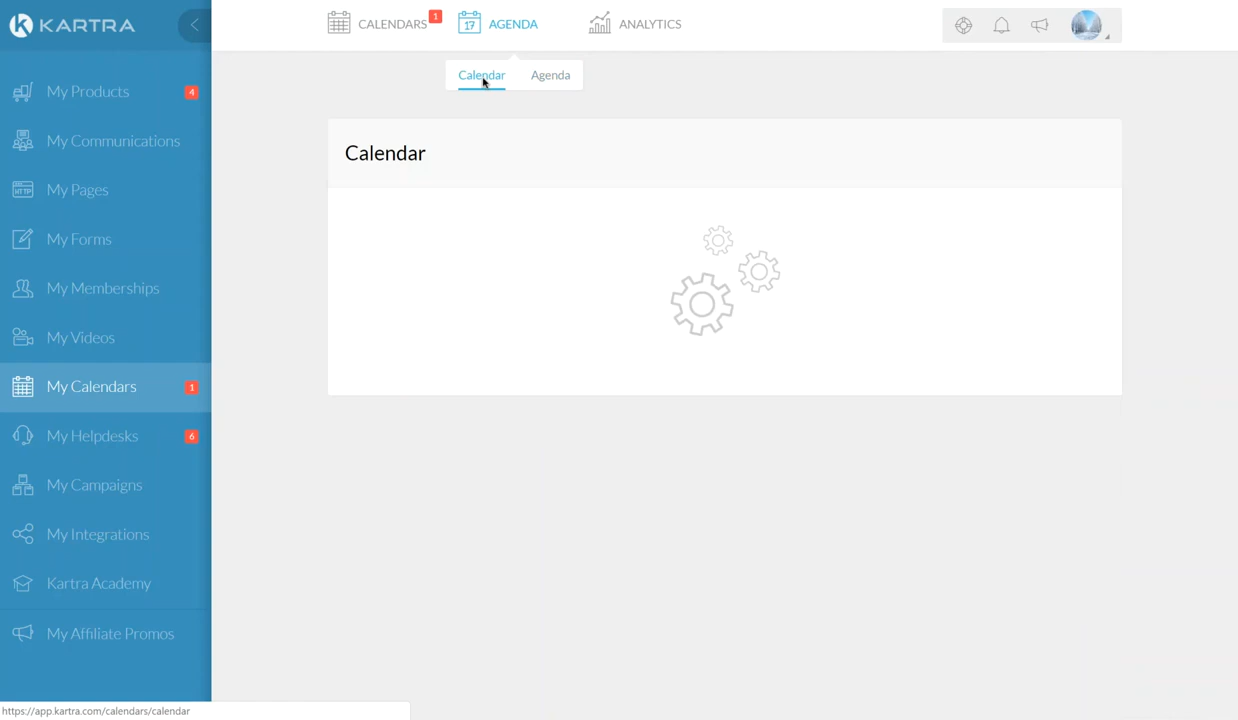 KARTRA
CALENDARS 1
17 AGENDA
ANALYTICS
Calendar Agenda
My Products 4
My Communications
HTTP My Pages
My Forms
My Memberships
My Videos
My Calendars 1
My Helpdesks 6
My Campaigns
My Integrations
Kartra Academy
My Affiliate Promos
Calendar
https://app.kartra.com/calendars/calendar